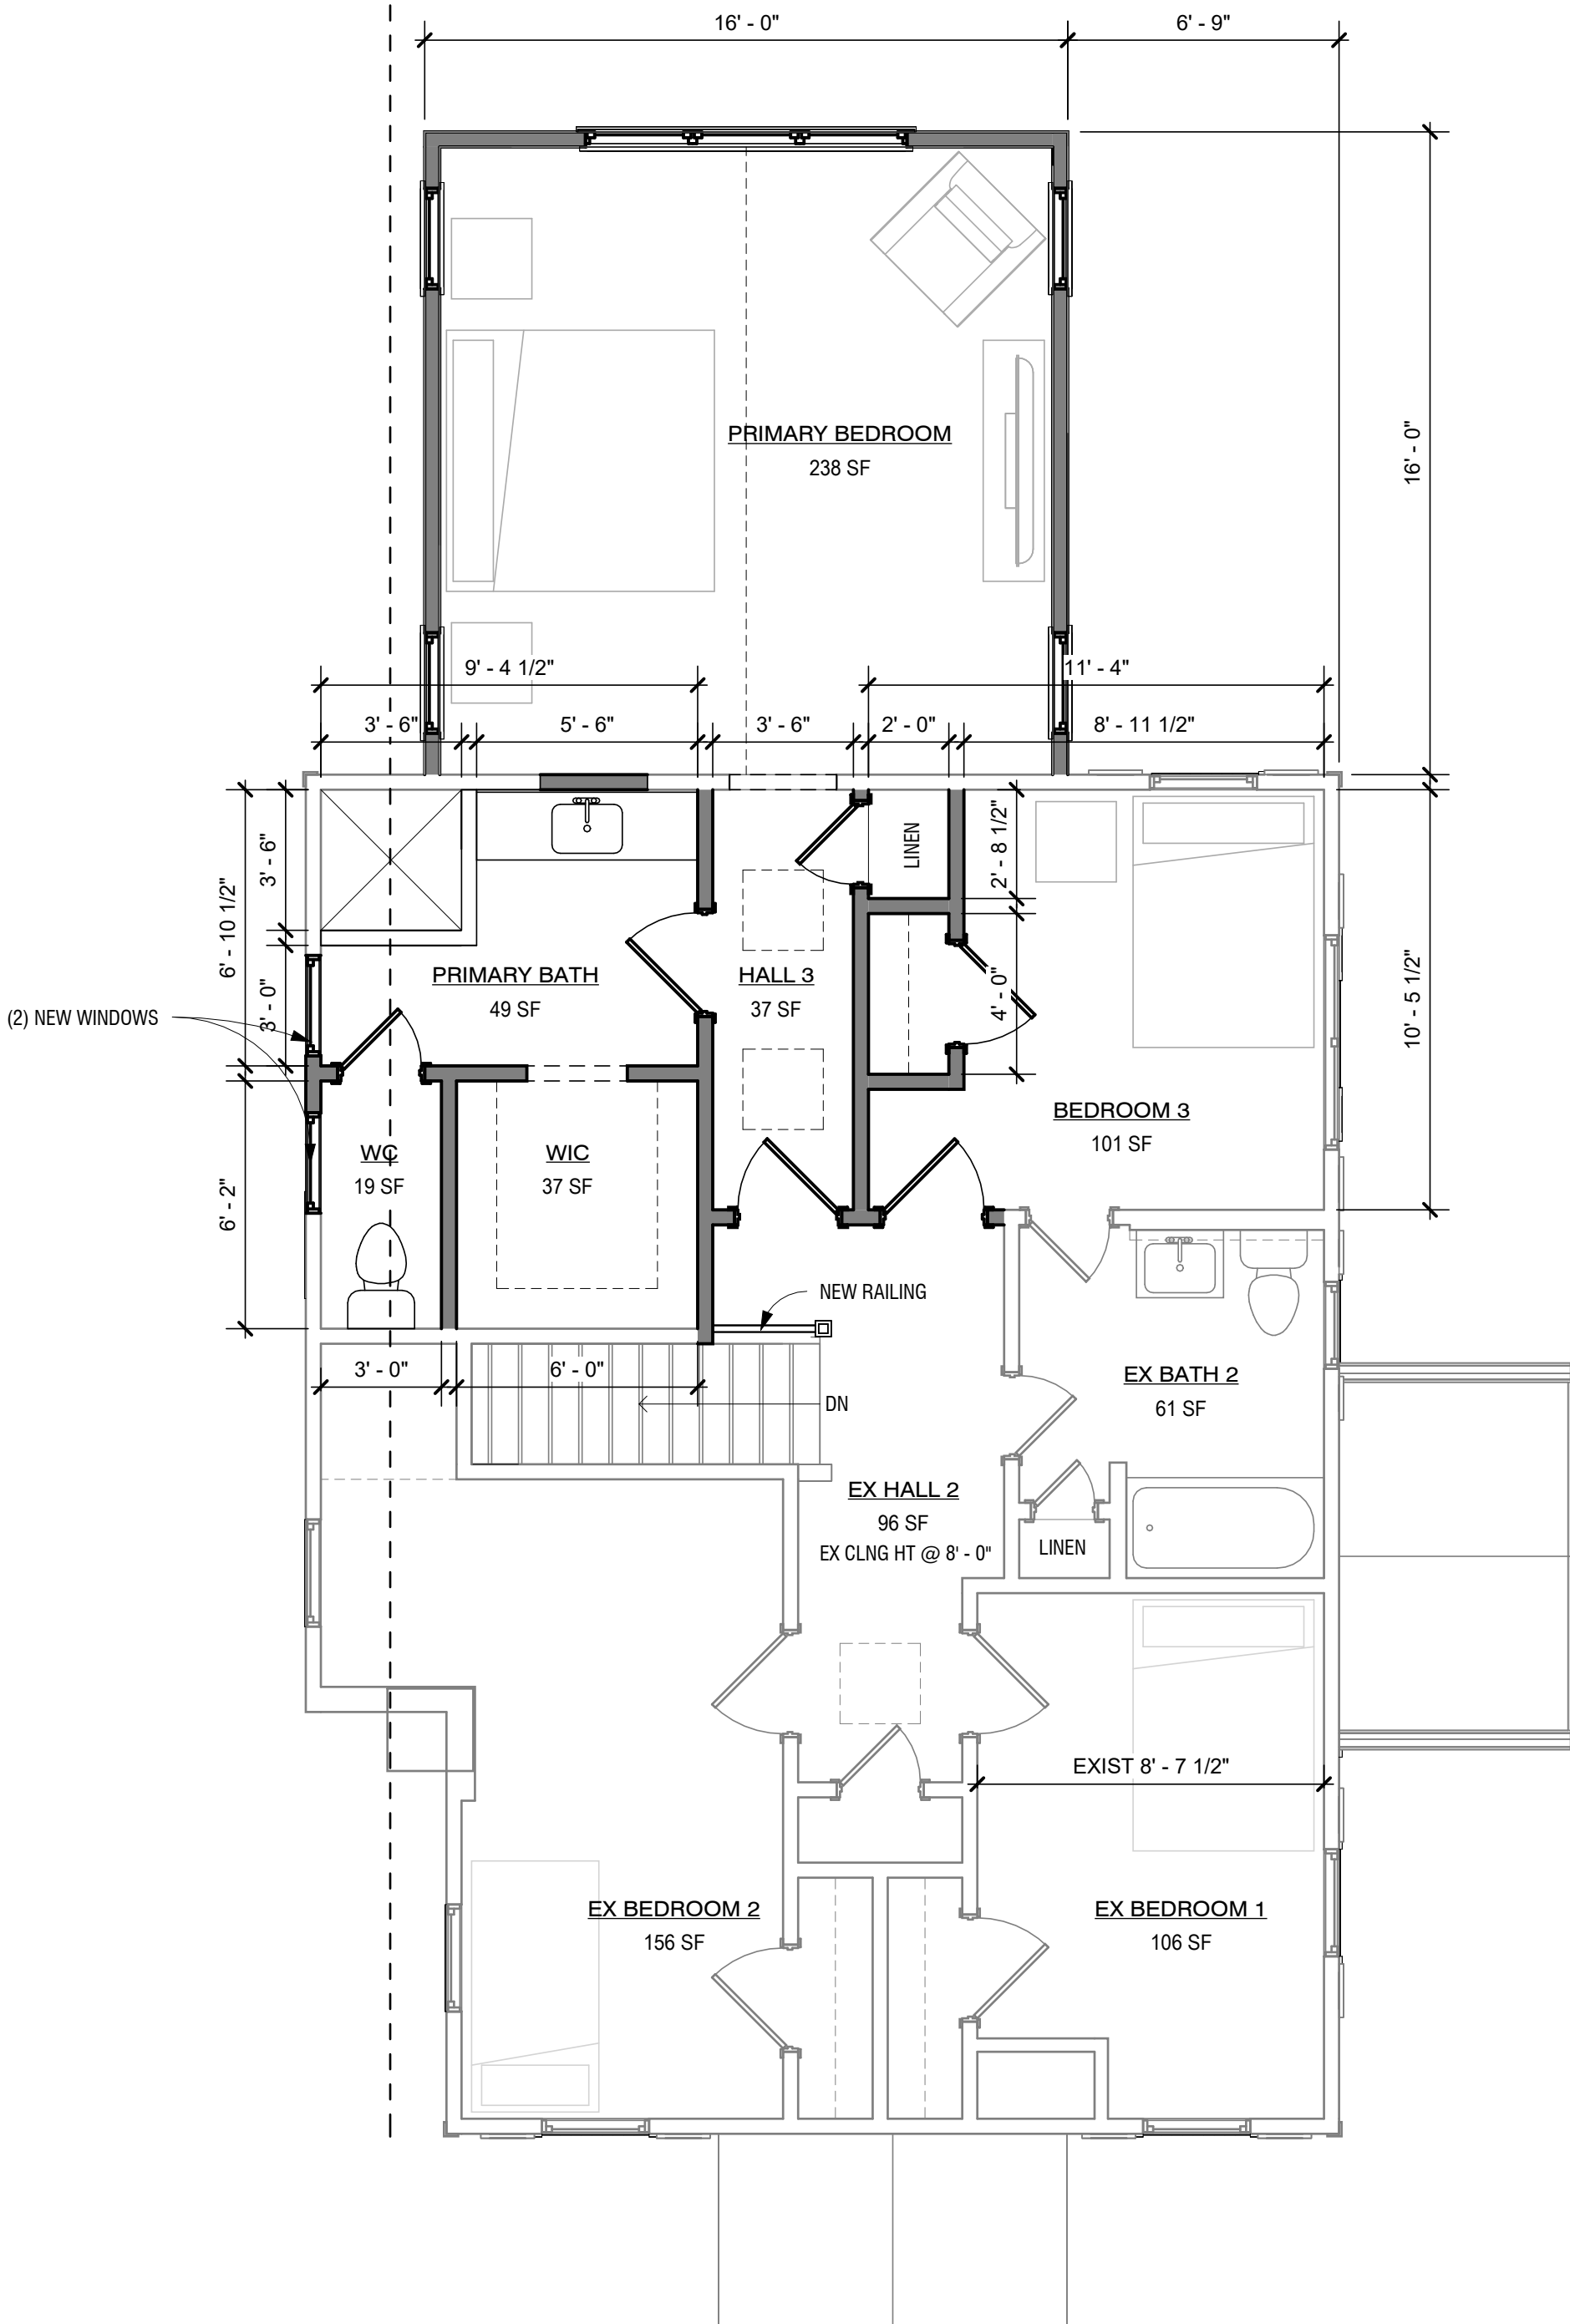 16' - 0"
6' - 9"
16' - 0"
PRIMARY BEDROOM
238 SF
9' - 4 1/2"
11' - 4"
3' - 6"
5' - 6"
3' - 6"
2' - 0"
8' - 11 1/2"
6' - 10 1/2"
3' - 6"
3' - 0"
LINEN
2' - 8 1/2"
4' - 0"
10' - 5 1/2"
PRIMARY BATH
49 SF
HALL 3
37 SF
(2) NEW WINDOWS
BEDROOM 3
101 SF
6' - 2"
WC
19 SF
WIC
37 SF
NEW RAILING
3' - 0"
6' - 0"
DN
EX BATH 2
61 SF
EX HALL 2
96 SF
EX CLNG HT @ 8' - 0"
LINEN
EXIST 8' - 7 1/2"
EX BEDROOM 2
156 SF
EX BEDROOM 1
106 SF